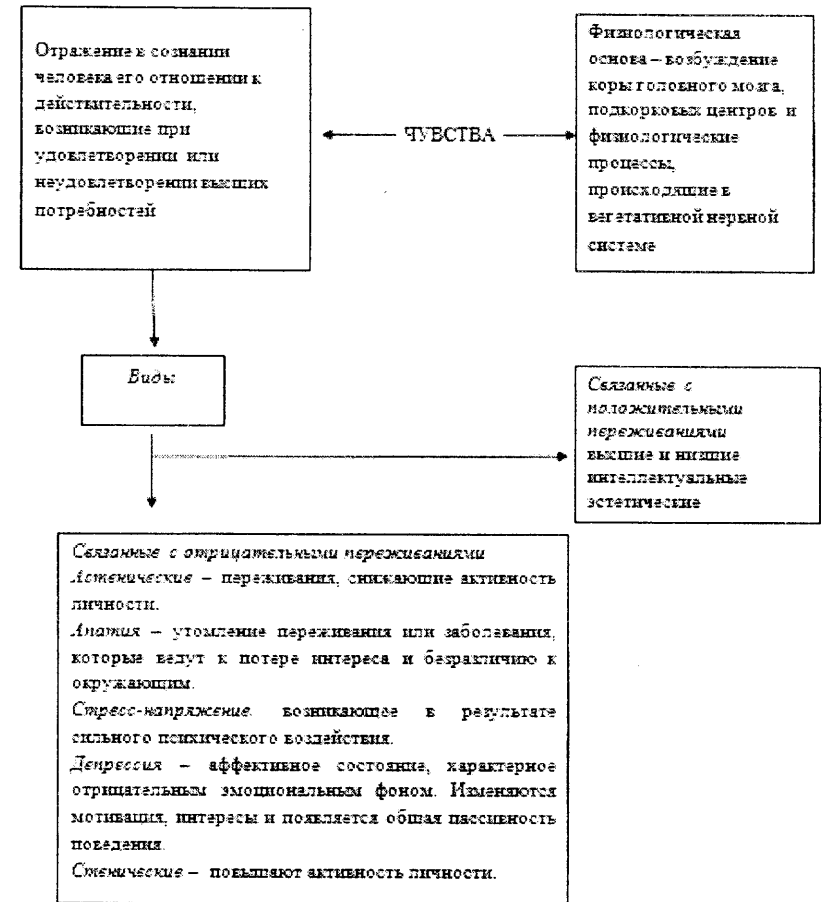 Отражение в сознании
человека его отношении к
действительности,
возникающие при
удовлетворении или
неудовлетворении высших
потребностей
ЧУВСТВА
Физиологическая
основа – возбуждение
коры головного мозга,
подкорковых центров и
физиологические
процессы,
происходящие в
вегетативной нервной
системе
Виды:
Связанные с
положительными
переживаниями
высшие и низшие
интеллектуальные
эстетические
Связанные с отрицательными переживаниями
Астенические – переживания, снижающие активность
личности.
Апатия – утомление переживания или заболевания,
которые ведут к потере интереса и безразличию к
окружающим.
Стресс-напряжение, возникающее в результате
сильного психического воздействия.
Депрессия – аффективное состояние, характерное
отрицательным эмоциональным фоном. Изменяются
мотивация, интересы и появляется общая пассивность
поведения.
Стенические – повышают активность личности.